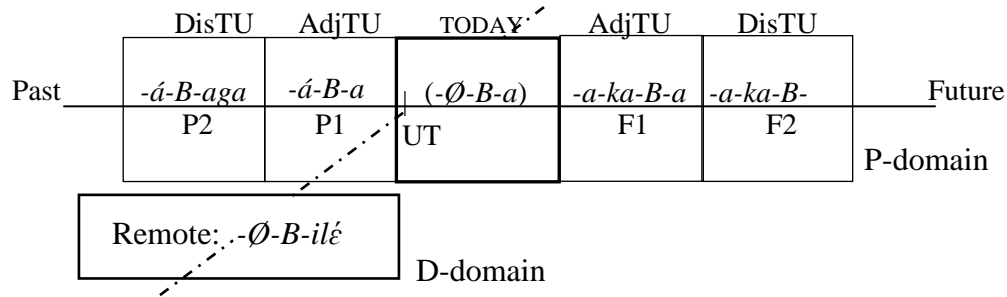 DisTU AdjTU TODAY AdjTU DisTU
Past -á-B-aga -á-B-a (-Ø-B-a) -a-ka-B-a -a-ka-B- Future
P2 P1 UT F1 F2
P-domain
Remote: -Ø-B-ilɛ́
D-domain